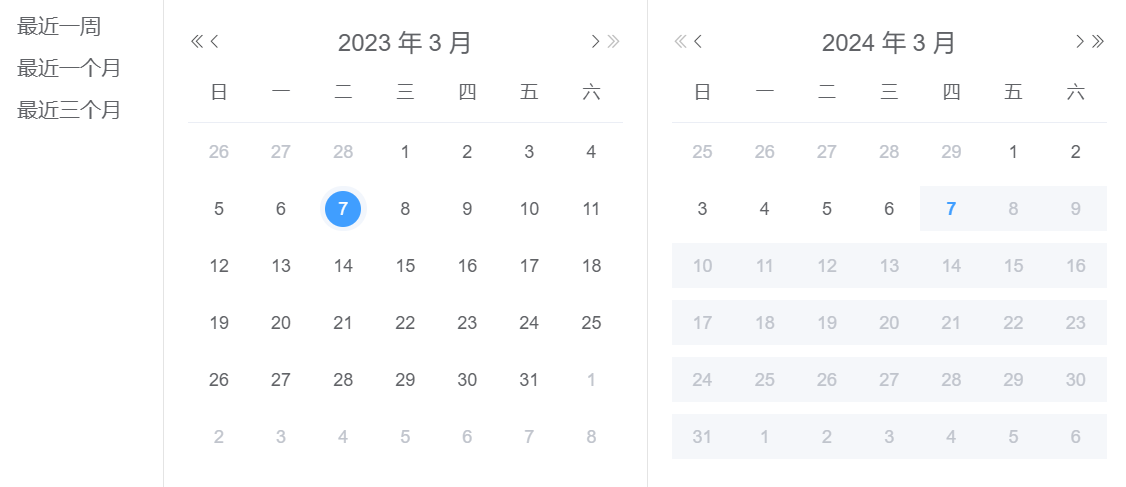 最近一周
最近一个月
最近三个月
2023 年 3 月
日 一 二 三 四 五 六
26 27 28 1 2 3 4
5 6 7 8 9 10 11
12 13 14 15 16 17 18
19 20 21 22 23 24 25
26 27 28 29 30 31 1
2 3 4 5 6 7 8
2024 年 3 月
日 一 二 三 四 五 六
25 26 27 28 29 1 2
3 4 5 6 7 8 9
10 11 12 13 14 15 16
17 18 19 20 21 22 23
24 25 26 27 28 29 30
31 1 2 3 4 5 6